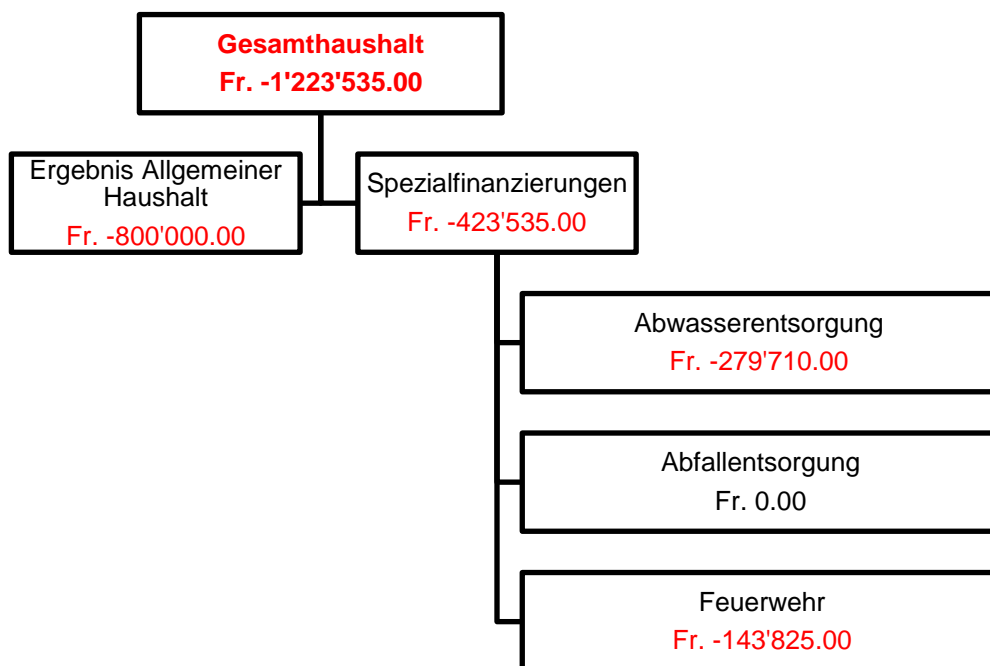 Gesamthaushalt
Fr. -1'223'535.00
Ergebnis Allgemeiner
Haushalt
Fr. -800'000.00
Spezialfinanzierungen
Fr. -423'535.00
Abwasserentsorgung
Fr. -279'710.00
Abfallentsorgung
Fr. 0.00
Feuerwehr
Fr. -143'825.00